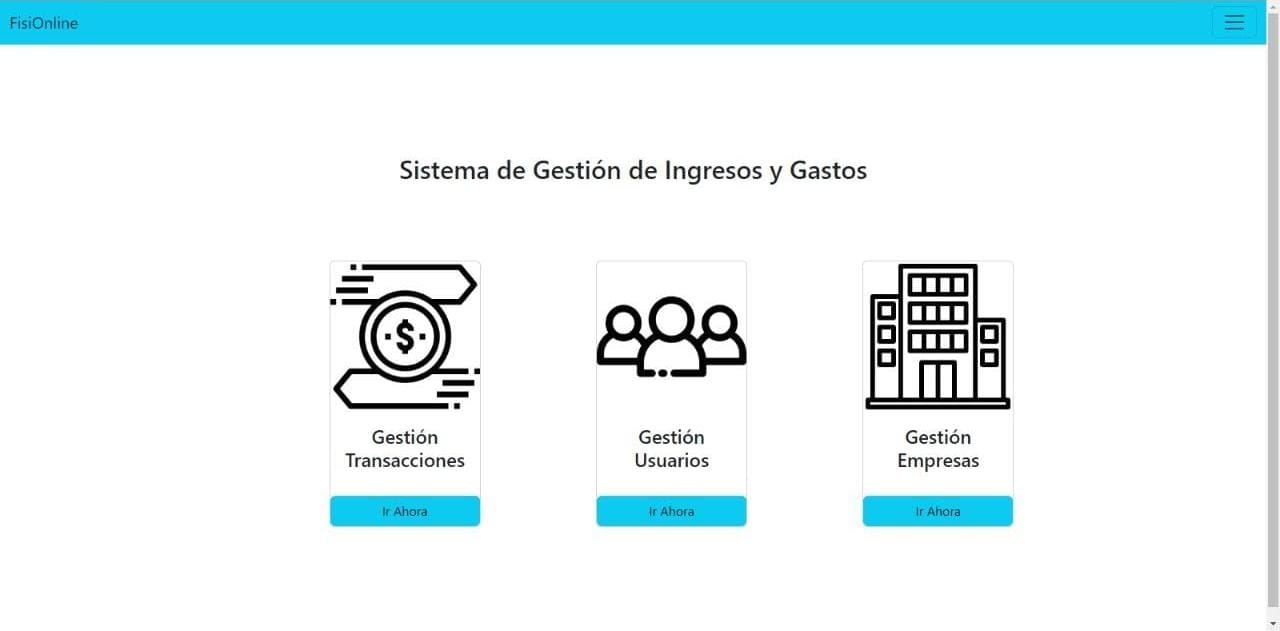 FisiOnline
Sistema de Gestión de Ingresos y Gastos
$
Gestión
Transacciones
Ir Ahora
Gestión
Usuarios
Ir Ahora
Gestión
Empresas
Ir Ahora